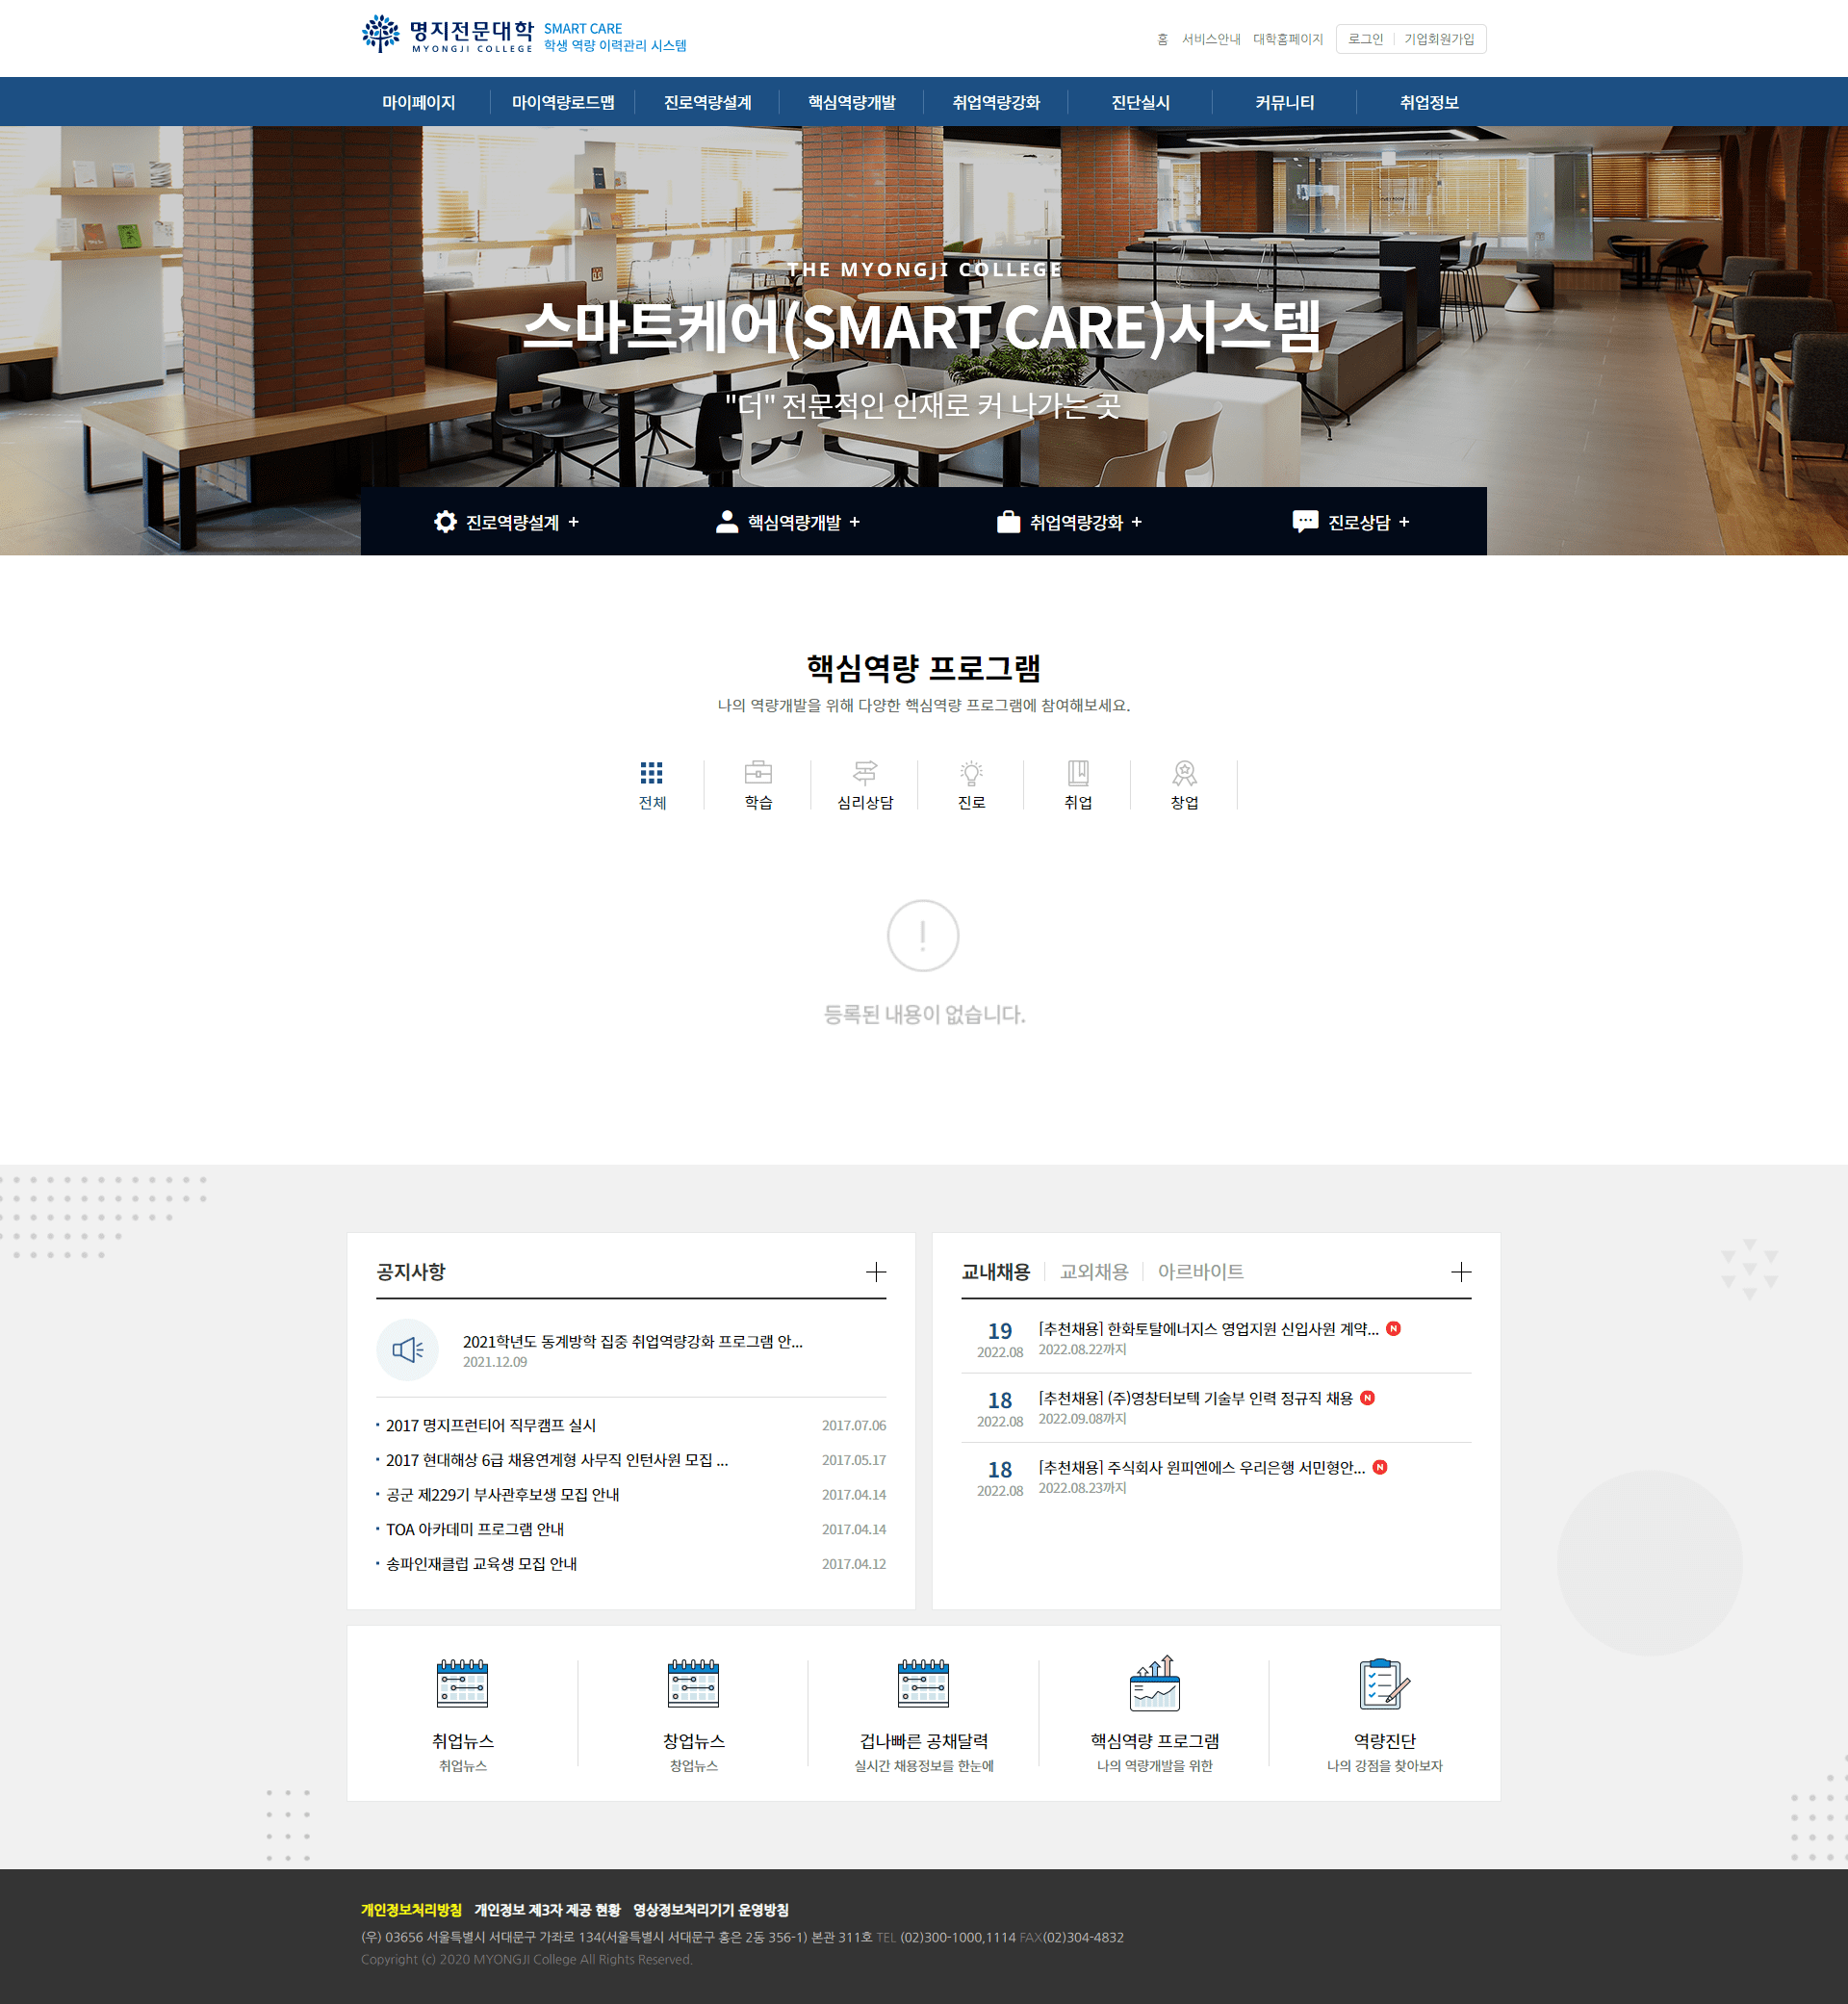 명지전문대학
MYONGJI COLLEGE
SMART CARE
학생 역량 이력관리 시스템
홈 서비스안내 대학홈페이지 로그인 기업회원가입
마이페이지 마이역량로드맵 진로역량설계 핵심역량개발 취업역량강화 진단실시 커뮤니티 취업정보
THE MYONGJI COLLEGE
스마트케어(SMART CARE)시스템
"더" 전문적인 인재로 커 나가는 곳
진로역량설계 + 핵심역량개발 + 취업역량강화 + 진로상담 +
핵심역량 프로그램
나의 역량개발을 위해 다양한 핵심역량 프로그램에 참여해보세요.
전체 학습 심리상담 진로 취업 창업
등록된 내용이 없습니다.
공지사항
2021학년도 동계방학 집중 취업역량강화 프로그램 안...
2021.12.09
2017 명지프런티어 직무캠프 실시 2017.07.06
2017 현대해상 6급 채용연계형 사무직 인턴사원 모집 ... 2017.05.17
공군 제229기 부사관후보생 모집 안내 2017.04.14
TOA 아카데미 프로그램 안내 2017.04.14
송파인재클럽 교육생 모집 안내 2017.04.12
교내채용 교외채용 아르바이트
19 [추천채용] 한화토탈에너지스 영업지원 신입사원 계약... N
2022.08 2022.08.22까지
18 [추천채용] (주)영창터보텍 기술부 인력 정규직 채용 N
2022.08 2022.09.08까지
18 [추천채용] 주식회사 원피엔에스 우리은행 서민형안... N
2022.08 2022.08.23까지
취업뉴스 창업뉴스 겁나빠른 공채달력 핵심역량 프로그램 역량진단
취업뉴스 창업뉴스 실시간 채용정보를 한눈에 나의 역량개발을 위한 나의 강점을 찾아보자
개인정보처리방침 개인정보 제3자 제공 현황 영상정보처리기기 운영방침
(우) 03656 서울특별시 서대문구 가좌로 134(서울특별시 서대문구 홍은 2동 356-1) 본관 311호 TEL (02)300-1000,1114 FAX(02)304-4832
Copyright (c) 2020 MYONGJI College All Rights Reserved.